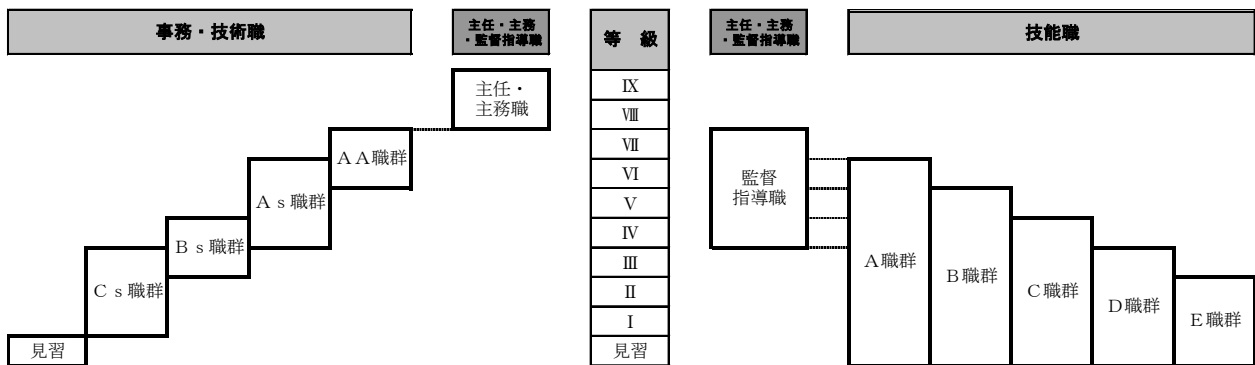 事務・技術職
主任・主務
・監督指導職
等　級
主任・主務
・監督指導職
技能職
主任・
主務職
ＡＡ職群
Ａｓ職群
Ｂｓ職群
Ｃｓ職群
見習
Ⅸ
Ⅷ
Ⅶ
Ⅵ
Ⅴ
Ⅳ
Ⅲ
Ⅱ
Ⅰ
見習
監督
指導職
Ａ職群
Ｂ職群
Ｃ職群
Ｄ職群
Ｅ職群